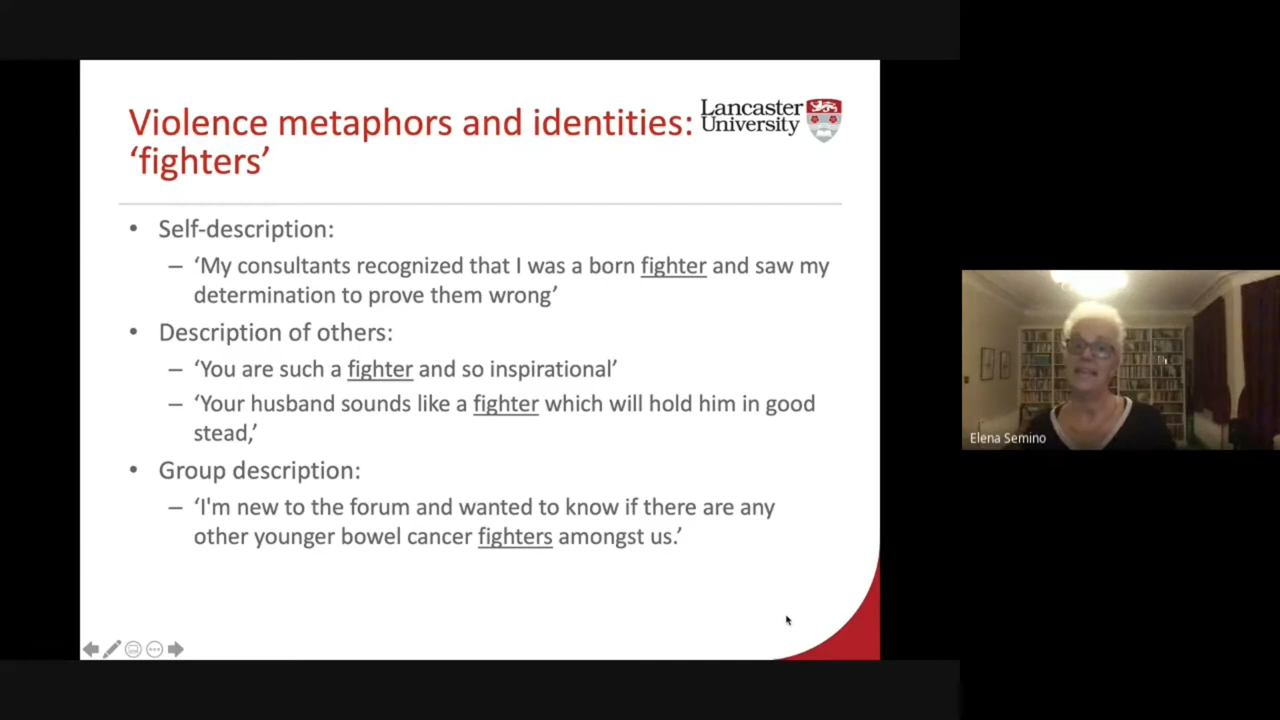 Violence metaphors and identities:
‘fighters’
Lancaster
University
• Self-description:
– ‘My consultants recognized that I was a born fighter and saw my
determination to prove them wrong’
• Description of others:
– ‘You are such a fighter and so inspirational’
– ‘Your husband sounds like a fighter which will hold him in good
stead,’
• Group description:
– ‘I'm new to the forum and wanted to know if there are any
other younger bowel cancer fighters amongst us.’
Elena Semino